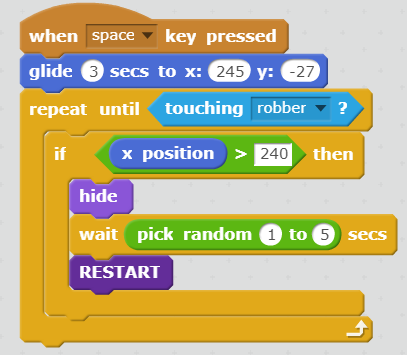 when space key pressed
glide 3 secs to x: 245 y: -27
repeat until touching robber ?
if x position > 240 then
hide
wait pick random 1 to 5 secs
RESTART